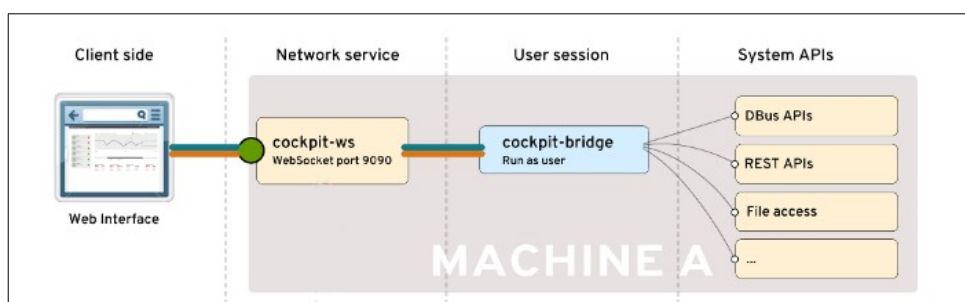 Client side
Network service
User session
System APIs
cockpit-ws
WebSocket port 9090
cockpit-bridge
Run as user
DBus APIs
REST APIs
File access
...
Web Interface
MACHINE A